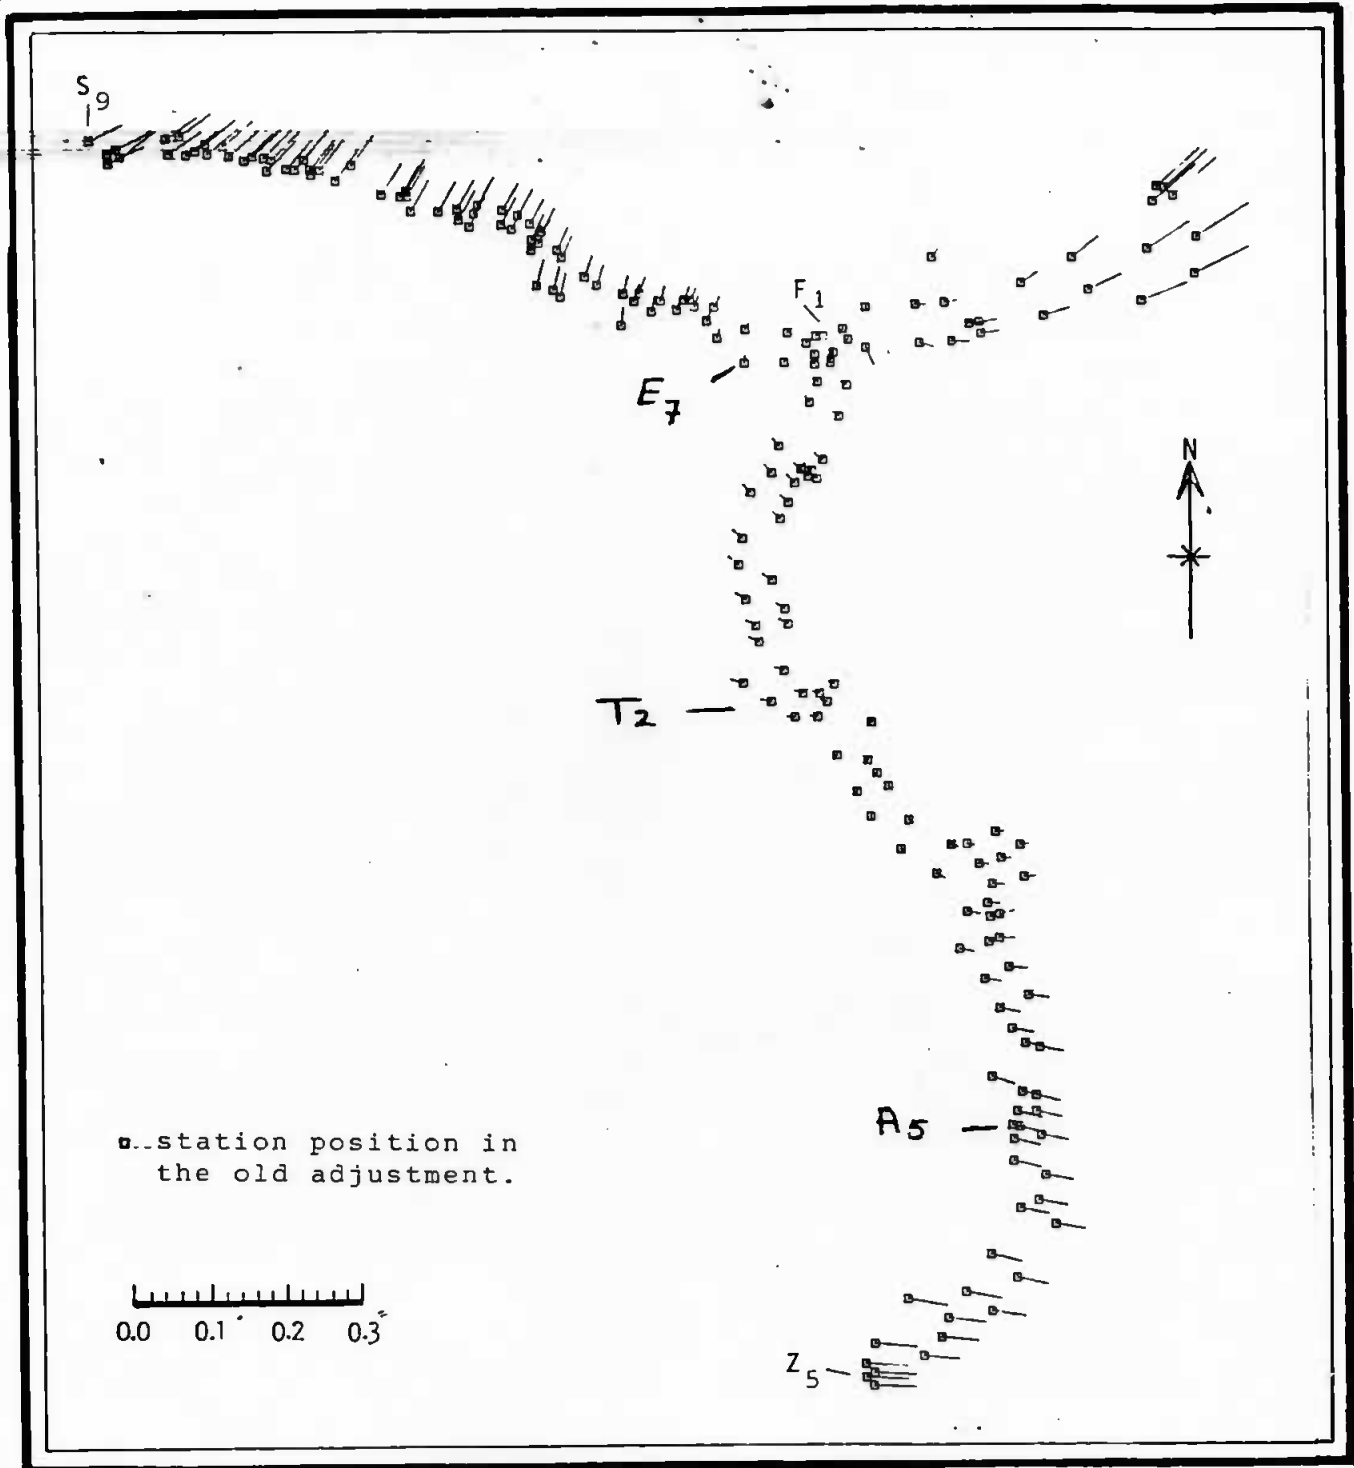 S9
F1
E7
N
T2
A5
▫..station position in
the old adjustment.
0.0 0.1 0.2 0.3"
Z5